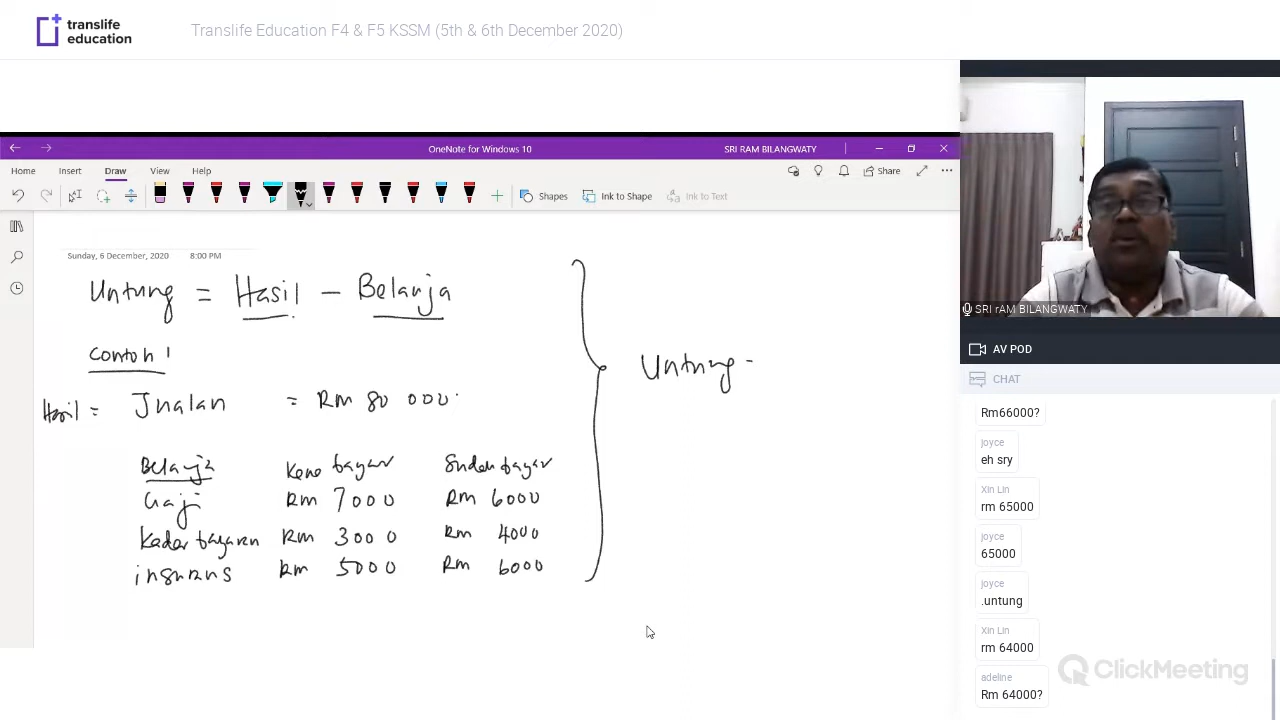 translife
education
Translife Education F4 & F5 KSSM (5th & 6th December 2020)
OneNote for Windows 10
SRI RAM BILANGWATY
Home Insert Draw View Help
Share
Shapes
Ink to Shape
Ink to Text
Sunday, 6 December, 2020 8:00 PM
Untung = Hasil - Belanja
Contoh 1
Hasil = Jualan = RM 80 000
Untung =
Belanja Kene bayar Sudah bayar
Gaji RM 7000 RM 6000
Kadar bayaran RM 3000 RM 4000
insurans RM 5000 RM 6000
SRI rAM BILANGWATY
AV POD
CHAT
Rm66000?
joyce
eh sry
Xin Lin
rm 65000
joyce
65000
joyce
.untung
Xin Lin
rm 64000
adeline
Rm 64000?
ClickMeeting